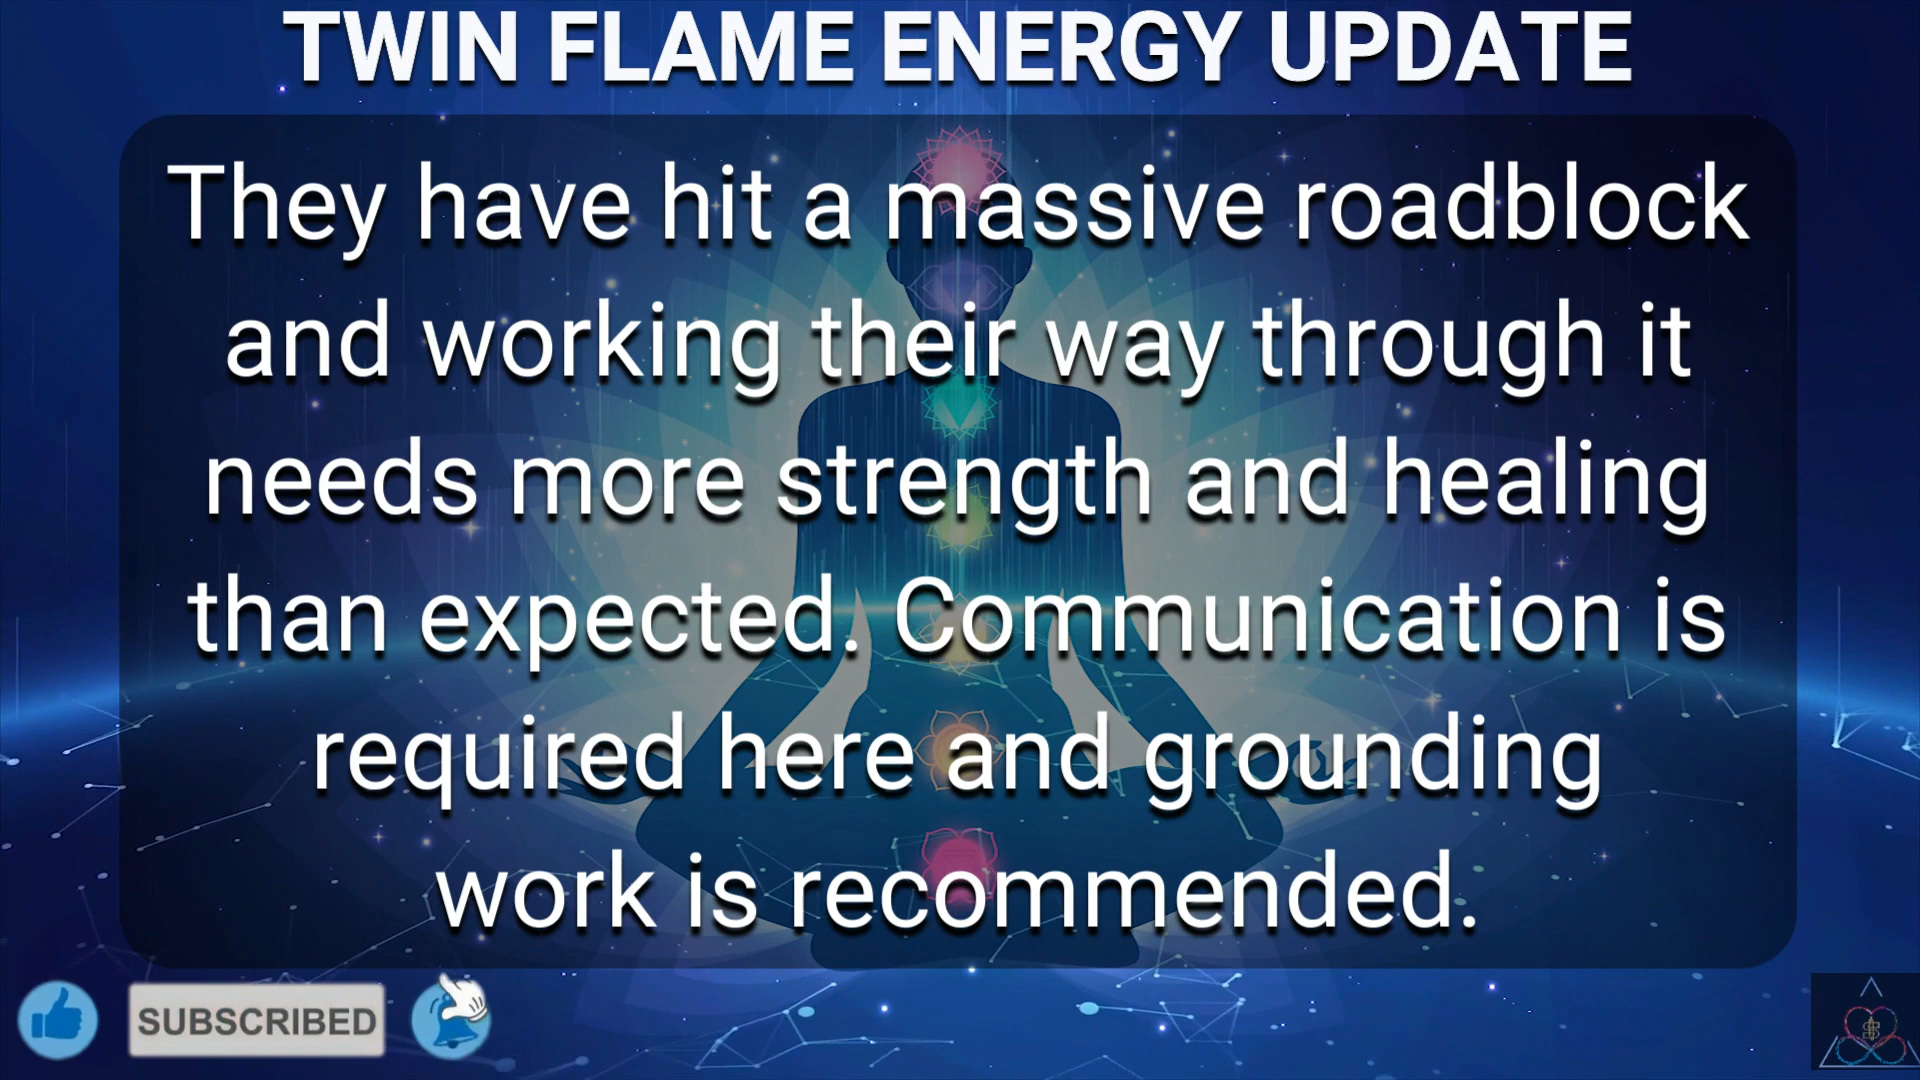 TWIN FLAME ENERGY UPDATE
They have hit a massive roadblock
and working their way through it
needs more strength and healing
than expected. Communication is
required here and grounding
work is recommended.
SUBSCRIBED